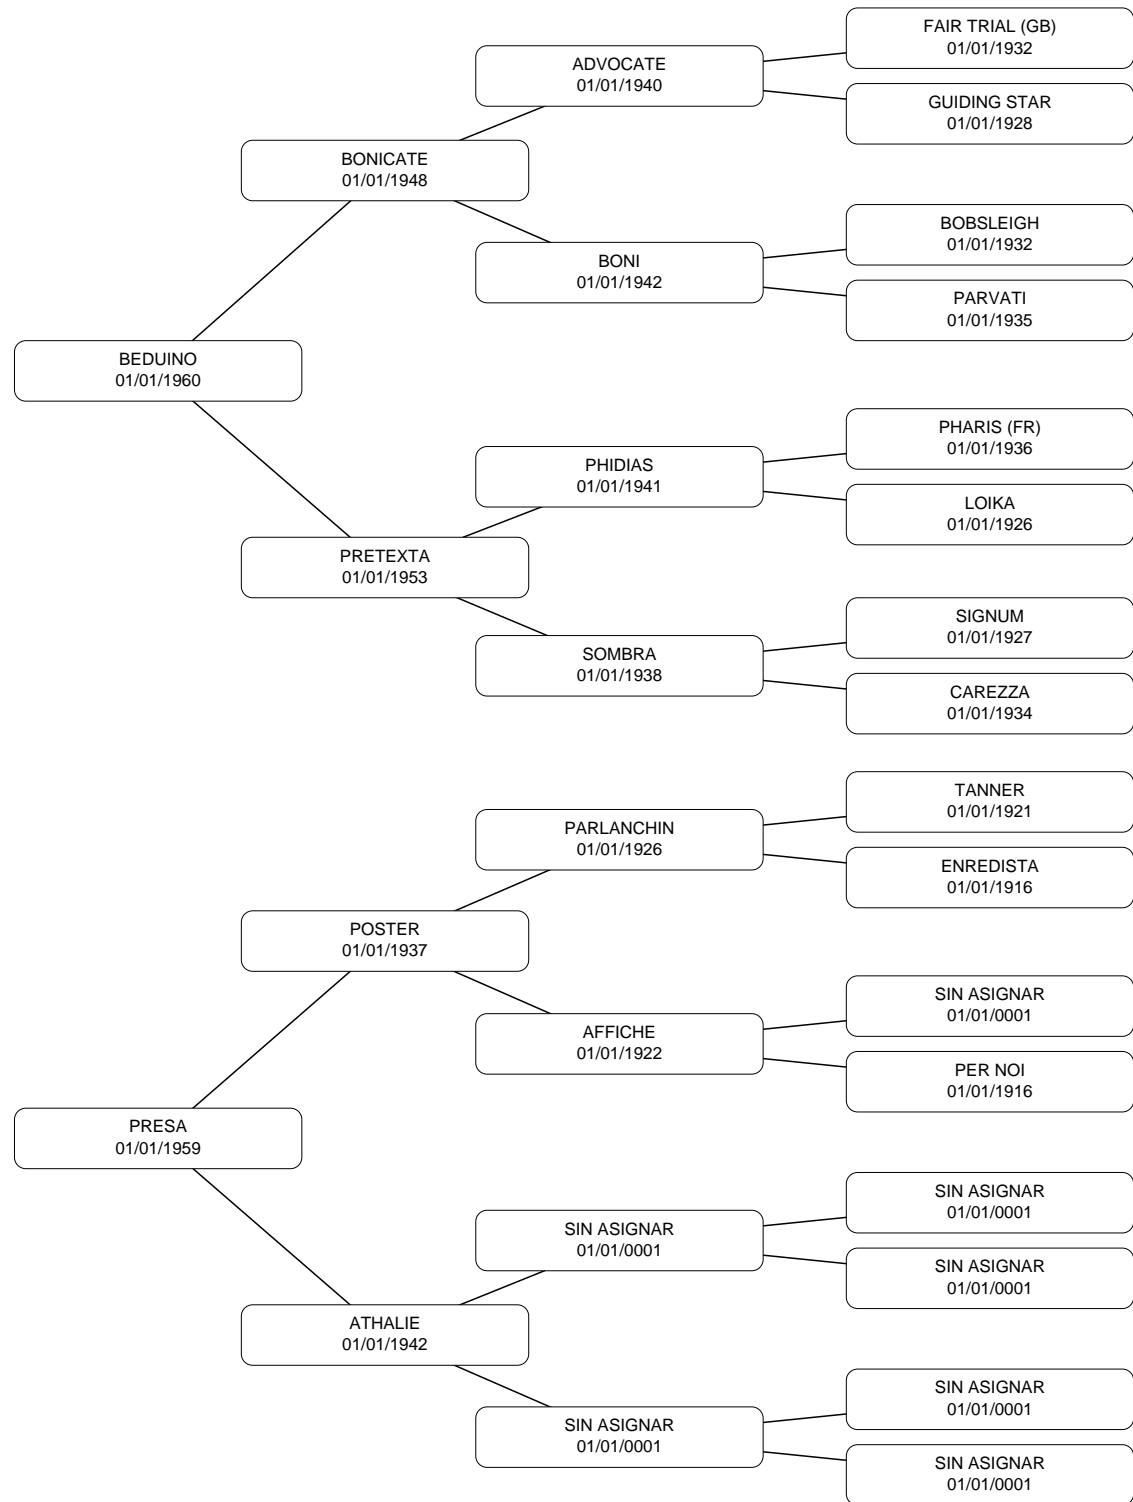 FAIR TRIAL (GB)
01/01/1932
ADVOCATE
01/01/1940
GUIDING STAR
01/01/1928
BONICATE
01/01/1948
BOBSLEIGH
01/01/1932
BONI
01/01/1942
PARVATI
01/01/1935
BEDUINO
01/01/1960
PHARIS (FR)
01/01/1936
PHIDIAS
01/01/1941
LOIKA
01/01/1926
PRETEXTA
01/01/1953
SIGNUM
01/01/1927
SOMBRA
01/01/1938
CAREZZA
01/01/1934
TANNER
01/01/1921
PARLANCHIN
01/01/1926
ENREDISTA
01/01/1916
POSTER
01/01/1937
SIN ASIGNAR
01/01/0001
AFFICHE
01/01/1922
PER NOI
01/01/1916
PRESA
01/01/1959
SIN ASIGNAR
01/01/0001
SIN ASIGNAR
01/01/0001
SIN ASIGNAR
01/01/0001
ATHALIE
01/01/1942
SIN ASIGNAR
01/01/0001
SIN ASIGNAR
01/01/0001
SIN ASIGNAR
01/01/0001